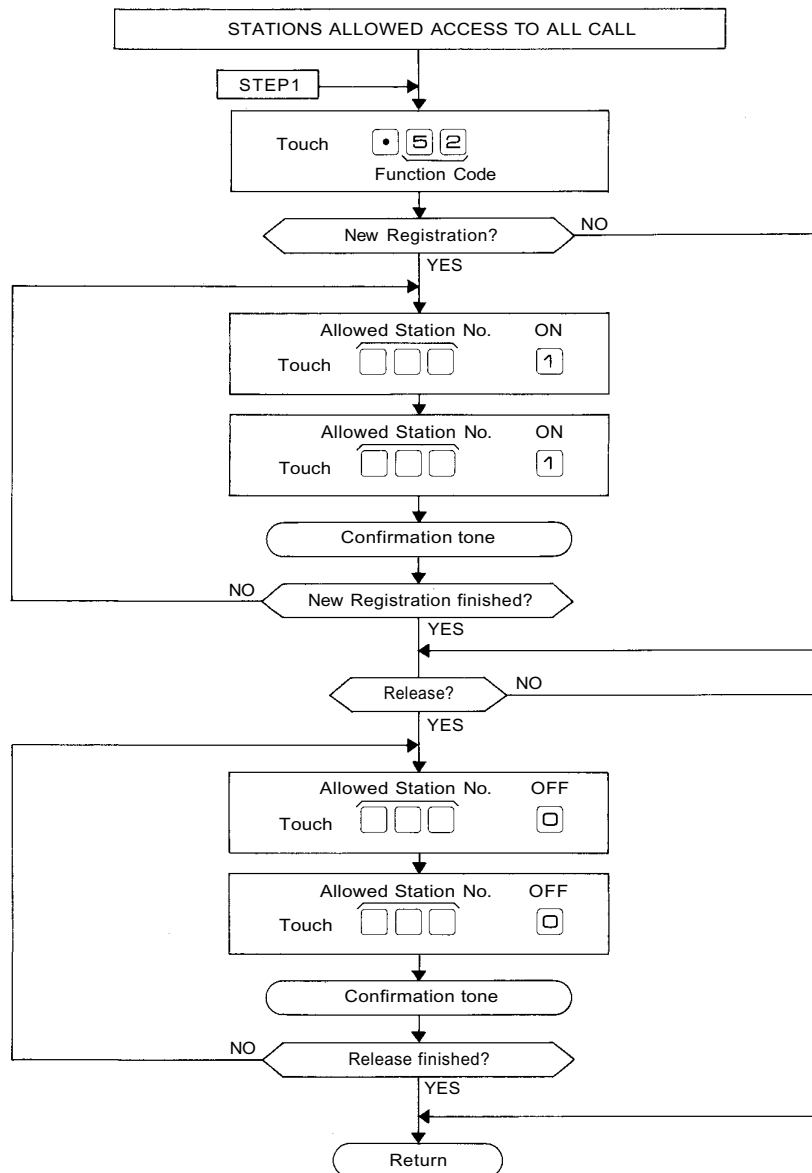 STATIONS ALLOWED ACCESS TO ALL CALL
STEP1
Touch • 5 2
Function Code
New Registration?
NO
YES
Allowed Station No. ON
Touch 1
Allowed Station No. ON
Touch 1
Confirmation tone
NO
New Registration finished?
YES
Release?
NO
YES
Allowed Station No. OFF
Touch 0
Allowed Station No. OFF
Touch 0
Confirmation tone
NO
Release finished?
YES
Return